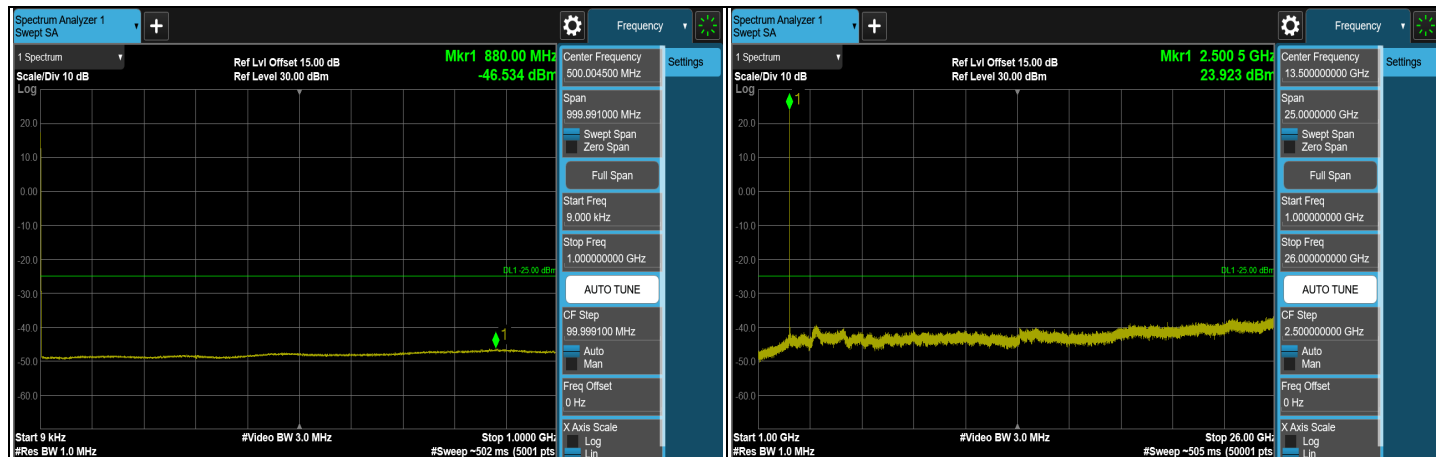 Spectrum Analyzer 1
Swept SA
+
Frequency
1 Spectrum
Scale/Div 10 dB
Log
Ref Lvl Offset 15.00 dB
Ref Level 30.00 dBm
Mkr1 880.00 MHz
-46.534 dBm
20.0
10.0
0.00
-10.0
-20.0
-30.0
-40.0
-50.0
-60.0
DL1 -25.00 dBm
1
Start 9 kHz
#Res BW 1.0 MHz
#Video BW 3.0 MHz
Stop 1.0000 GHz
#Sweep ~502 ms (5001 pts
Center Frequency
500.004500 MHz
Settings
Span
999.991000 MHz
Swept Span
Zero Span
Full Span
Start Freq
9.000 kHz
Stop Freq
1.000000000 GHz
AUTO TUNE
CF Step
99.999100 MHz
Auto
Man
Freq Offset
0 Hz
X Axis Scale
Log
Lin
Spectrum Analyzer 1
Swept SA
+
Frequency
1 Spectrum
Scale/Div 10 dB
Log
Ref Lvl Offset 15.00 dB
Ref Level 30.00 dBm
Mkr1 2.500 5 GHz
23.923 dBm
1
20.0
10.0
0.00
-10.0
-20.0
-30.0
-40.0
-50.0
-60.0
DL1 -25.00 dBm
Start 1.00 GHz
#Res BW 1.0 MHz
#Video BW 3.0 MHz
Stop 26.00 GHz
#Sweep ~505 ms (5001 pts
Center Frequency
13.500000000 GHz
Settings
Span
25.0000000 GHz
Swept Span
Zero Span
Full Span
Start Freq
1.000000000 GHz
Stop Freq
26.000000000 GHz
AUTO TUNE
CF Step
2.500000000 GHz
Auto
Man
Freq Offset
0 Hz
X Axis Scale
Log
Lin